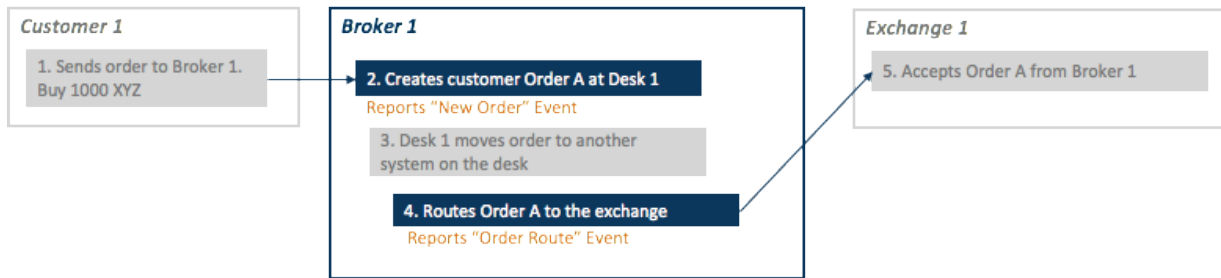 Customer 1
1. Sends order to Broker 1.
Buy 1000 XYZ
Broker 1
2. Creates customer Order A at Desk 1
Reports "New Order" Event
3. Desk 1 moves order to another
system on the desk
4. Routes Order A to the exchange
Reports "Order Route" Event
Exchange 1
5. Accepts Order A from Broker 1